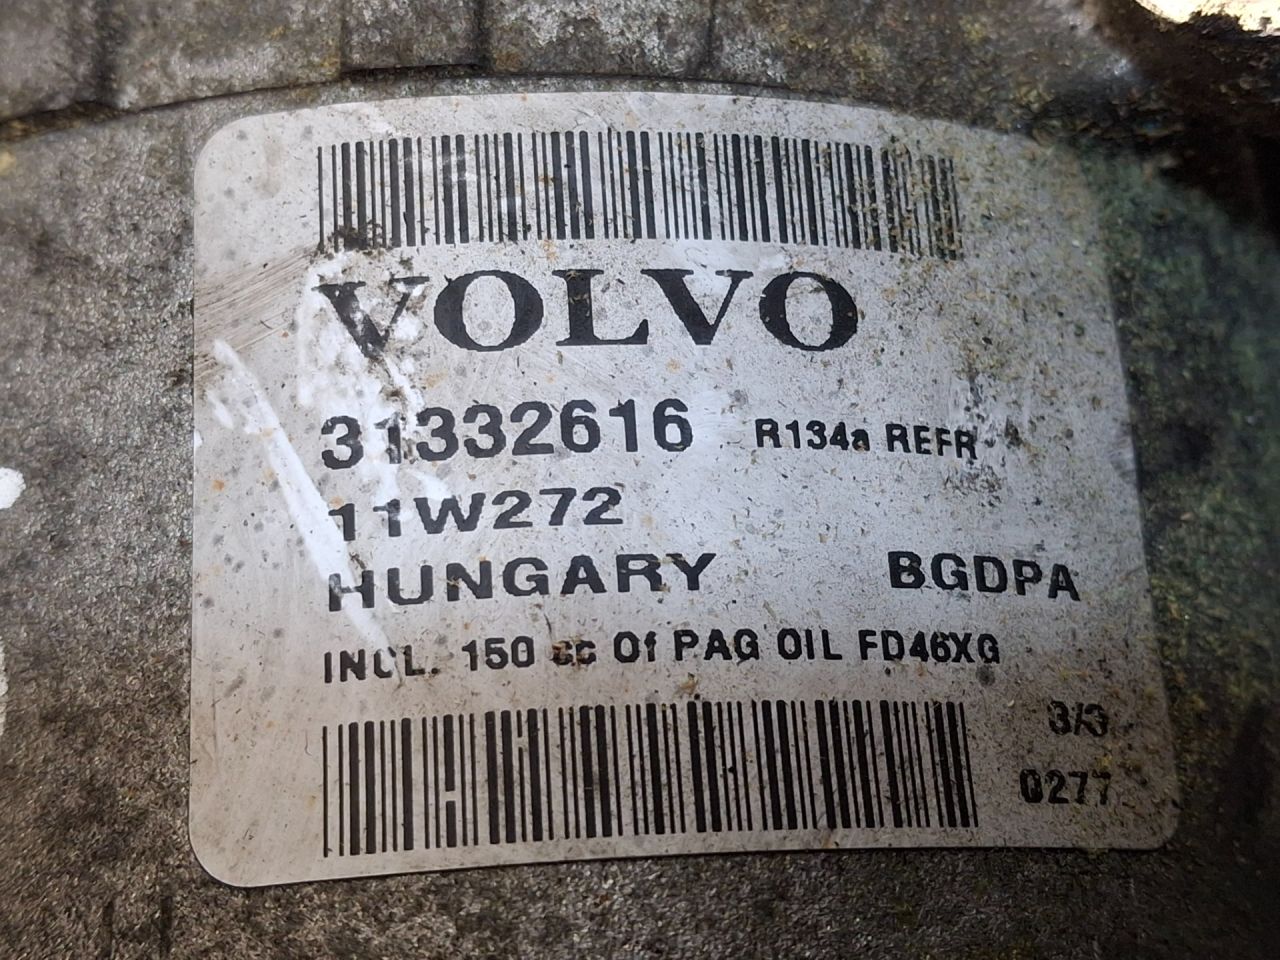 VOLVO
31332616 R134a REFR
11W272
HUNGARY BGDPA
INCL. 150 cc Of PAG OIL FD46XG
3/3
0277